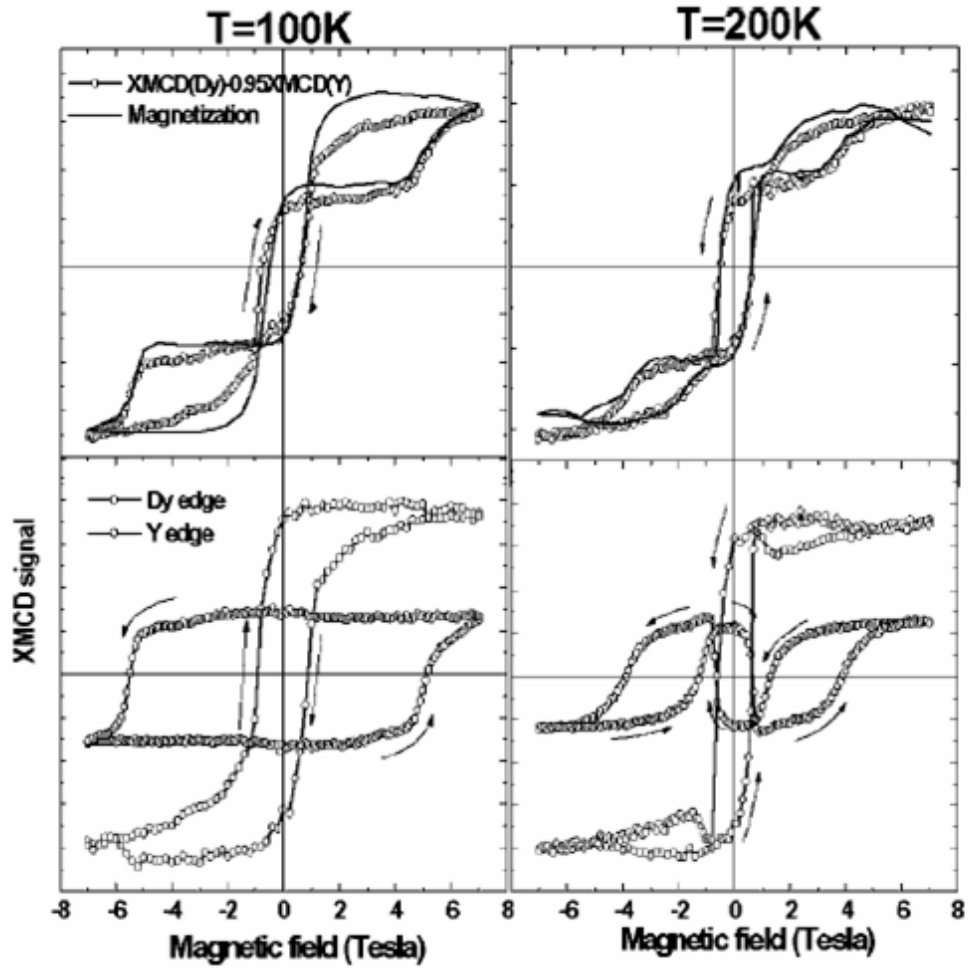 T=100K
T=200K
XMCD(Dy)-0.95XMCD(Y)
Magnetization
Dy edge
Y edge
XMCD signal
-8 -6 -4 -2 0 2 4 6 8
-6 -4 -2 0 2 4 6 8
Magnetic field (Tesla)
Magnetic field (Tesla)